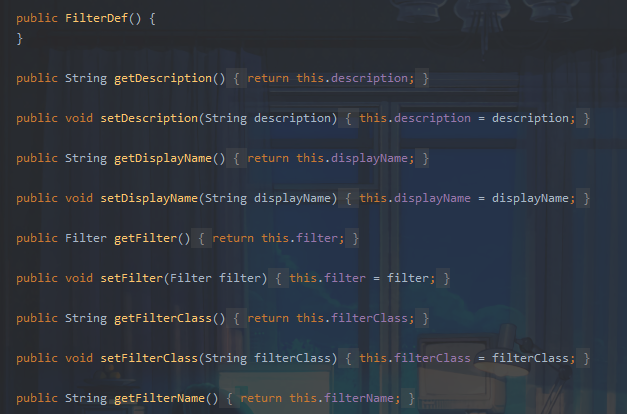 public FilterDef() {
}
public String getDescription() { return this.description; }
public void setDescription(String description) { this.description = description; }
public String getDisplayName() { return this.displayName; }
public void setDisplayName(String displayName) { this.displayName = displayName; }
public Filter getFilter() { return this.filter; }
public void setFilter(Filter filter) { this.filter = filter; }
public String getFilterClass() { return this.filterClass; }
public void setFilterClass(String filterClass) { this.filterClass = filterClass; }
public String getFilterName() { return this.filterName; }